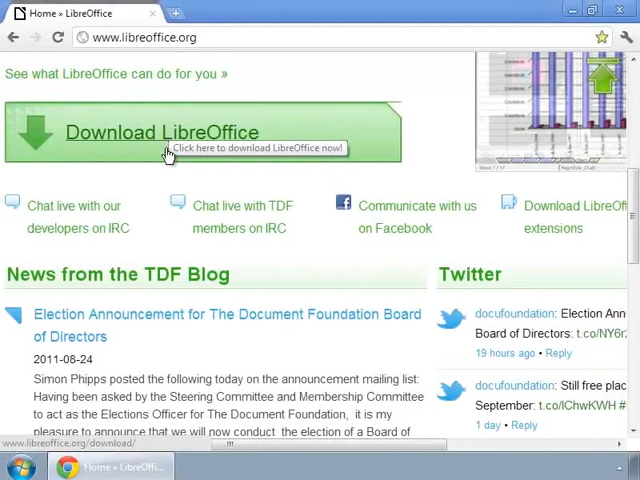 Home » LibreOffice
www.libreoffice.org
See what LibreOffice can do for you »
Download LibreOffice
Click here to download LibreOffice now!
Chat live with our
developers on IRC
Chat live with TDF
members on IRC
Communicate with us
on Facebook
Download LibreOff
extensions
News from the TDF Blog
Twitter
Election Announcement for The Document Foundation Board
of Directors
2011-08-24
Simon Phipps posted the following today on the announcement mailing list:
Having been asked by the Steering Committee and Membership Committee
to act as the Elections Officer for The Document Foundation, it is my
pleasure to announce that we will now conduct the election of a Board of
docufoundation: Election Ann
Board of Directors: t.co/NY6r
19 hours ago • Reply
docufoundation: Still free plac
September: t.co/lChwKWH #
1 day • Reply
www.libreoffice.org/download/
Home » LibreOffi...